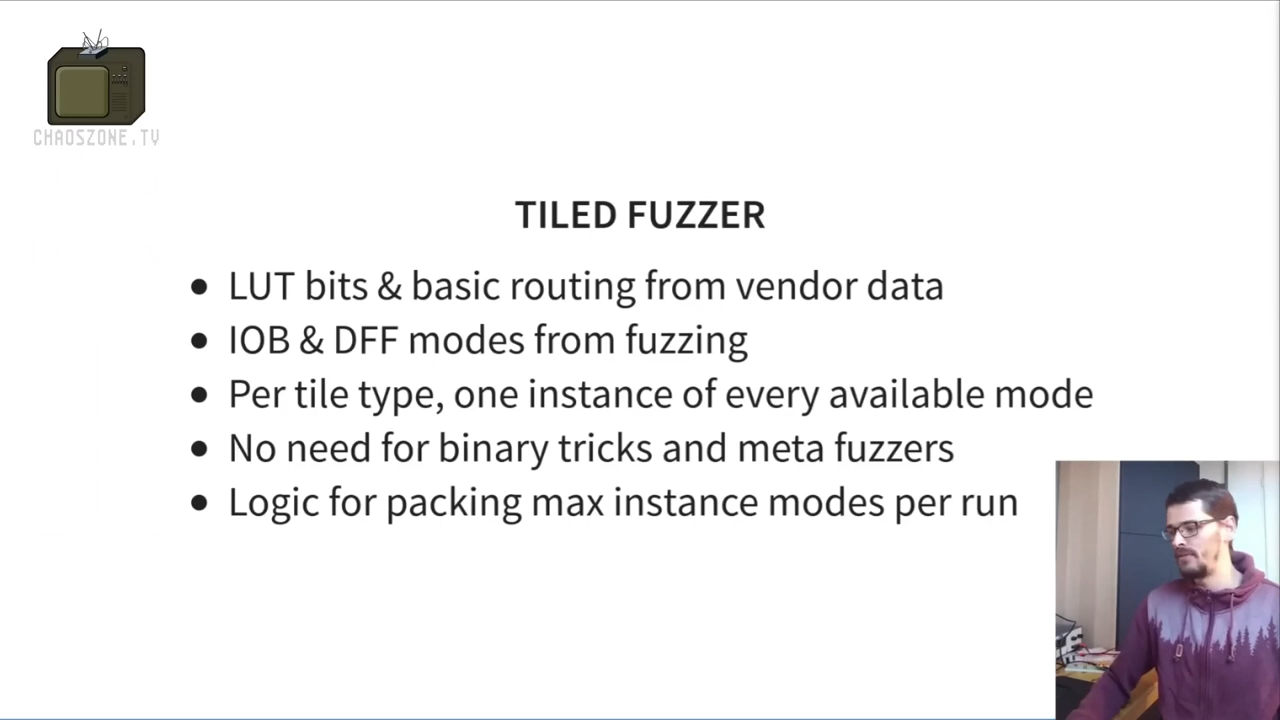 CHAOSZONE.TV
TILED FUZZER
• LUT bits & basic routing from vendor data
• IOB & DFF modes from fuzzing
• Per tile type, one instance of every available mode
• No need for binary tricks and meta fuzzers
• Logic for packing max instance modes per run